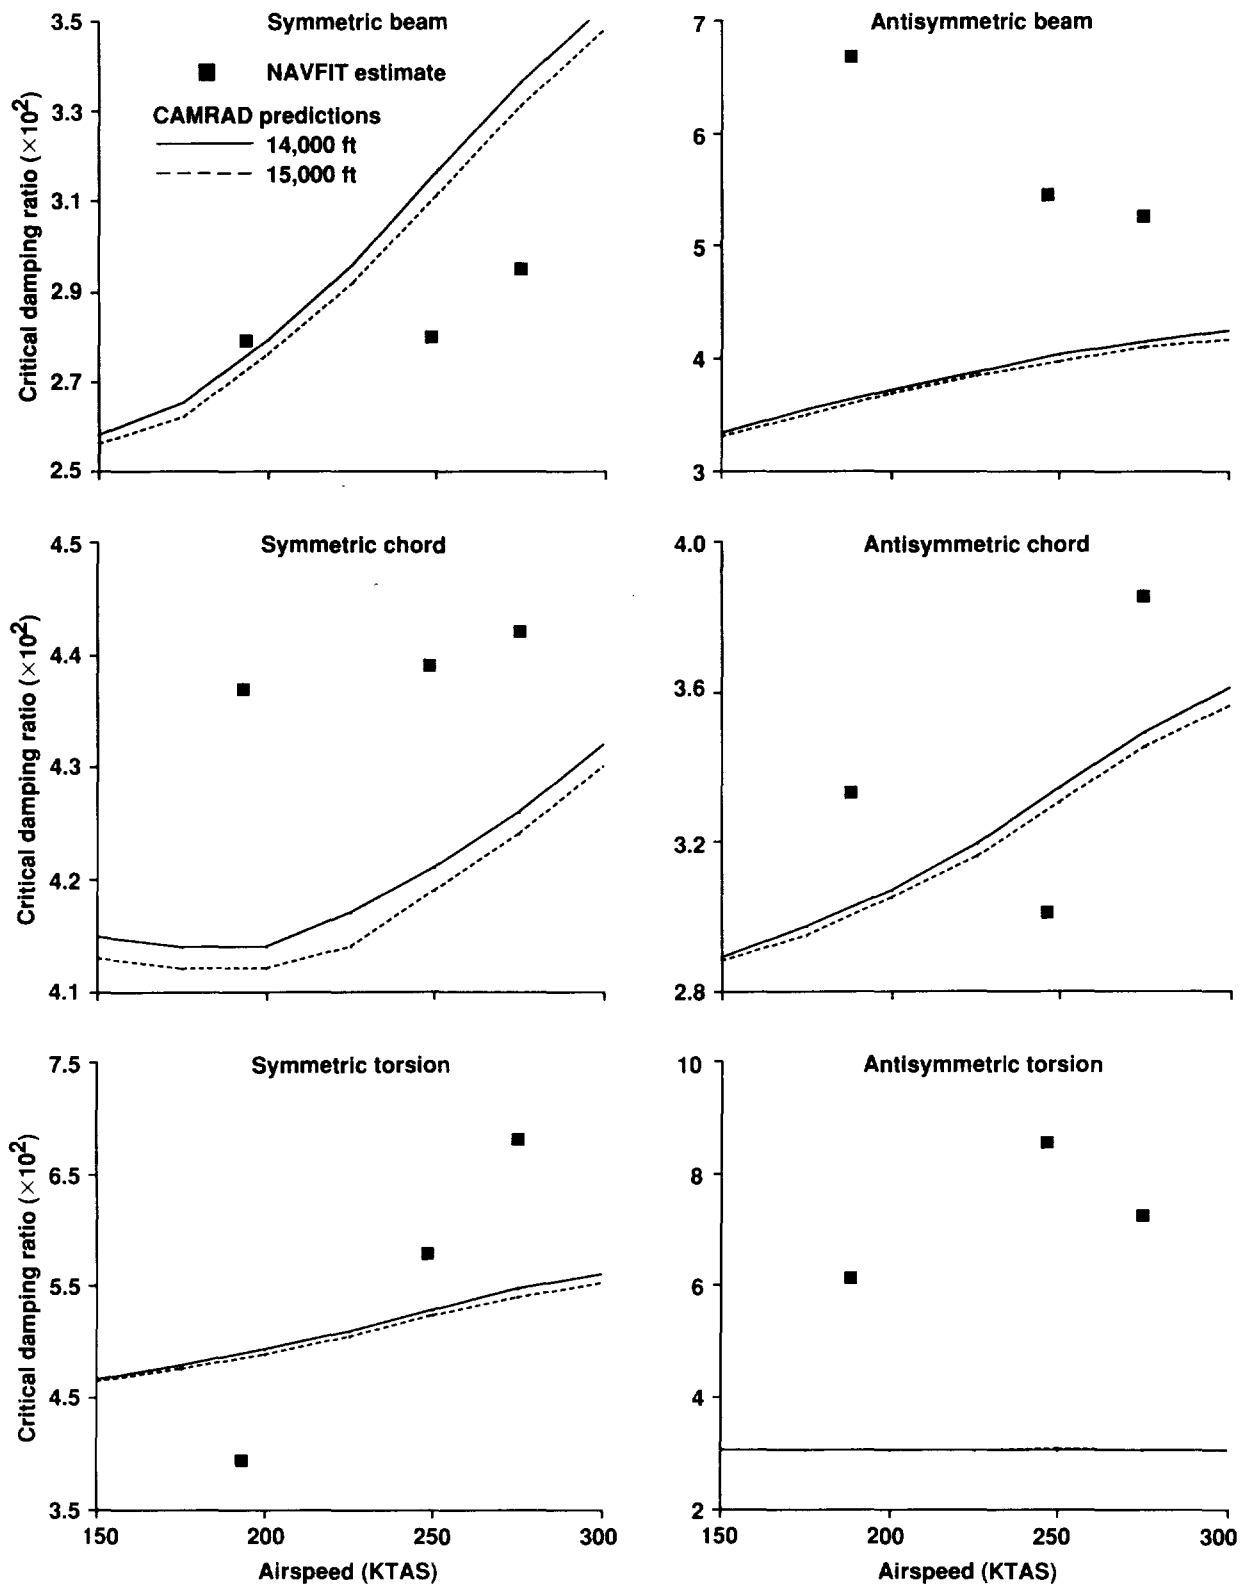 Symmetric beam
NAVFIT estimate
CAMRAD predictions
14,000 ft
15,000 ft
Critical damping ratio (×10²)
3.5
3.3
3.1
2.9
2.7
2.5
Antisymmetric beam
7
6
5
4
3
Symmetric chord
Critical damping ratio (×10²)
4.5
4.4
4.3
4.2
4.1
Antisymmetric chord
4.0
3.6
3.2
2.8
Symmetric torsion
Critical damping ratio (×10²)
7.5
6.5
5.5
4.5
3.5
150 200 250 300
Airspeed (KTAS)
Antisymmetric torsion
10
8
6
4
2
150 200 250 300
Airspeed (KTAS)